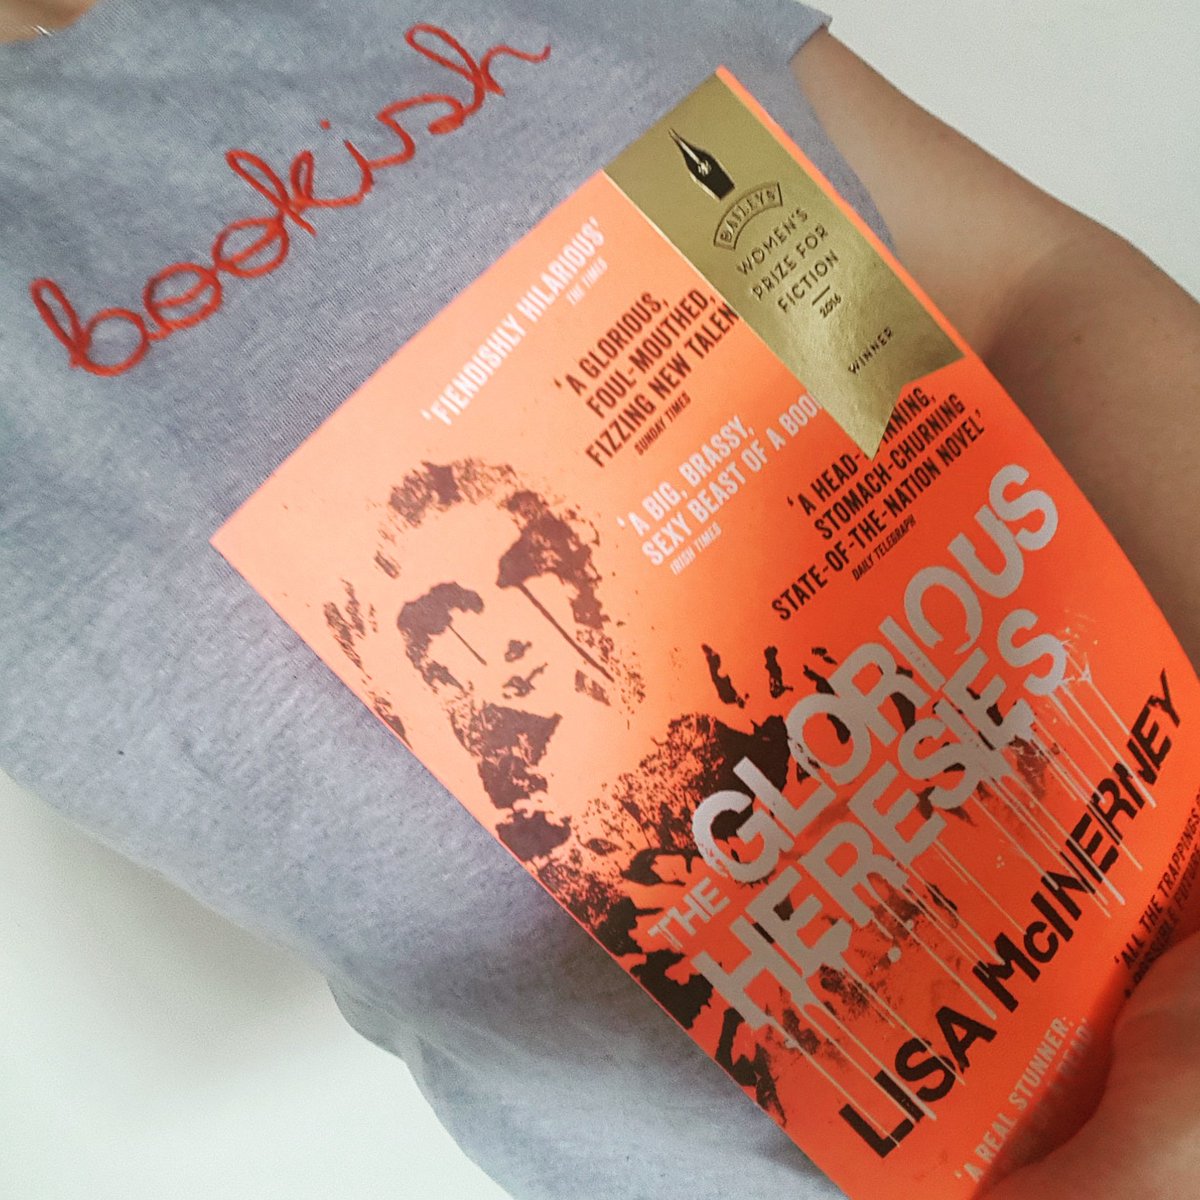 bookish
BAILEYS
WOMEN'S
PRIZE FOR
FICTION
2016
WINNER
'FIENDISHLY HILARIOUS'
THE TIMES
'A GLORIOUS,
FOUL-MOUTHED,
FIZZING NEW TALEN
SUNDAY TIMES
'A BIG, BRASSY,
SEXY BEAST OF A BOO
IRISH TIMES
'A HEAD-
STOMACH-CHURNING
STATE-OF-THE-NATION NOVEL'
DAILY TELEGRAPH
THE GLORIOUS
HERESIES
LISA McINERNEY
'ALL THE TRAPPINGS
'A REAL STUNNER: